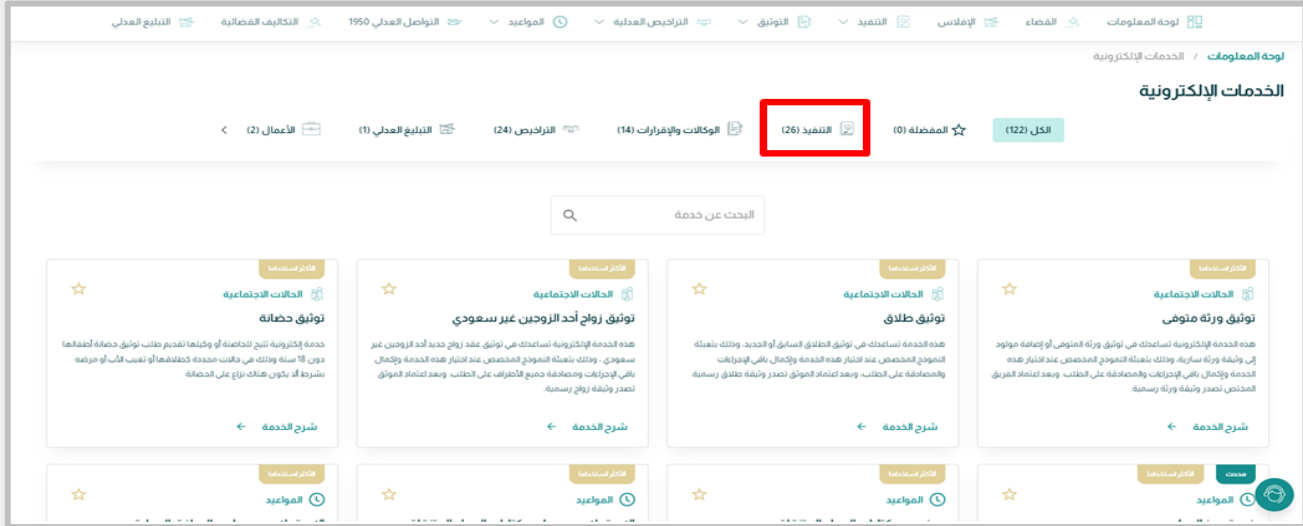 لوحة المعلومات القضاء الإفلاس التنفيذ التوثيق التراخيص العدلية المواعيد التواصل العدلي 1950 التكاليف القضائية التبليغ العدلي
لوحة المعلومات / الخدمات الإلكترونية
الخدمات الإلكترونية
الكل (122) المفضلة (0) التنفيذ (26) الوكالات والإقرارات (14) التراخيص (24) التبليغ العدلي (1) الأعمال (2)
البحث عن خدمة
الأكثر استخداما
الحالات الاجتماعية
توثيق ورثة متوفى
هذه الخدمة الإلكترونية تساعدك في توثيق ورثة المتوفى أو إضافة مولود
إلى وثيقة ورثة سارية، وذلك بتعبئة النموذج المخصص عند اختيار هذه
الخدمة وإكمال باقي الإجراءات والمصادقة على الطلب، وبعد اعتماد الفريق
المختص تصدر وثيقة ورثة رسمية.
شرح الخدمة
الأكثر استخداما
الحالات الاجتماعية
توثيق طلاق
هذه الخدمة تساعدك في توثيق الطلاق السابق أو الجديد، وذلك بتعبئة
النموذج المخصص عند اختيار هذه الخدمة وإكمال باقي الإجراءات
والمصادقة على الطلب، وبعد اعتماد الموثق تصدر وثيقة طلاق رسمية.
شرح الخدمة
الأكثر استخداما
الحالات الاجتماعية
توثيق زواج أحد الزوجين غير سعودي
هذه الخدمة الإلكترونية تساعدك في توثيق عقد زواج جديد أحد الزوجين غير
سعودي ، وذلك بتعبئة النموذج المخصص عند اختيار هذه الخدمة وإكمال
باقي الإجراءات ومصادقة جميع الأطراف على الطلب، وبعد اعتماد الموثق
تصدر وثيقة زواج رسمية.
شرح الخدمة
الأكثر استخداما
الحالات الاجتماعية
توثيق حضانة
خدمة إلكترونية تتيح للحاضنة أو وكيلها تقديم طلب توثيق حضانة أطفالها
دون 18 سنة وذلك في حالات محددة كطلاقها أو تغيب الأب أو مرضه
بشرط ألا يكون هناك نزاع على الحضانة
شرح الخدمة
محدث الأكثر استخداما
المواعيد
الأكثر استخداما
المواعيد
الأكثر استخداما
المواعيد
الأكثر استخداما
المواعيد